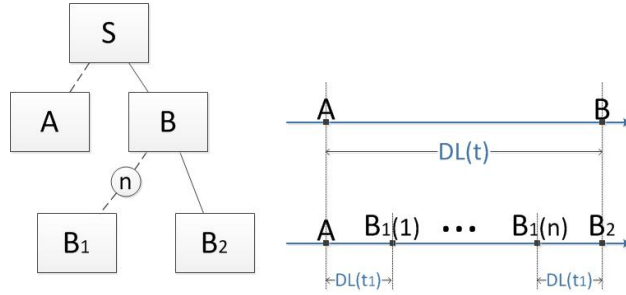 S
A B
n
B1 B2
A B
DL(t)
A B1(1) ••• B1(n) B2
DL(t1) DL(t1)